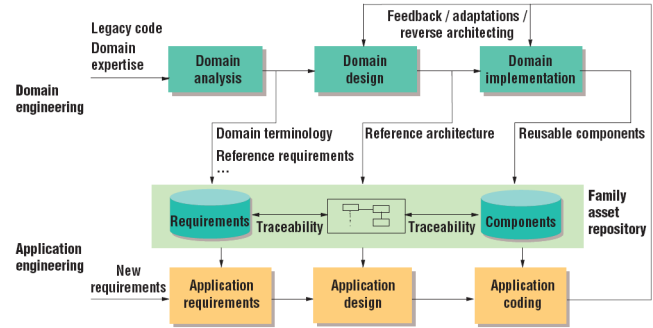 Legacy code
Domain
expertise
Feedback / adaptations /
reverse architecting
Domain
analysis
Domain
design
Domain
implementation
Domain
engineering
Domain terminology
Reference requirements
...
Reference architecture
Reusable components
Requirements
Traceability
Traceability
Components
Family
asset
repository
Application
engineering
New
requirements
Application
requirements
Application
design
Application
coding